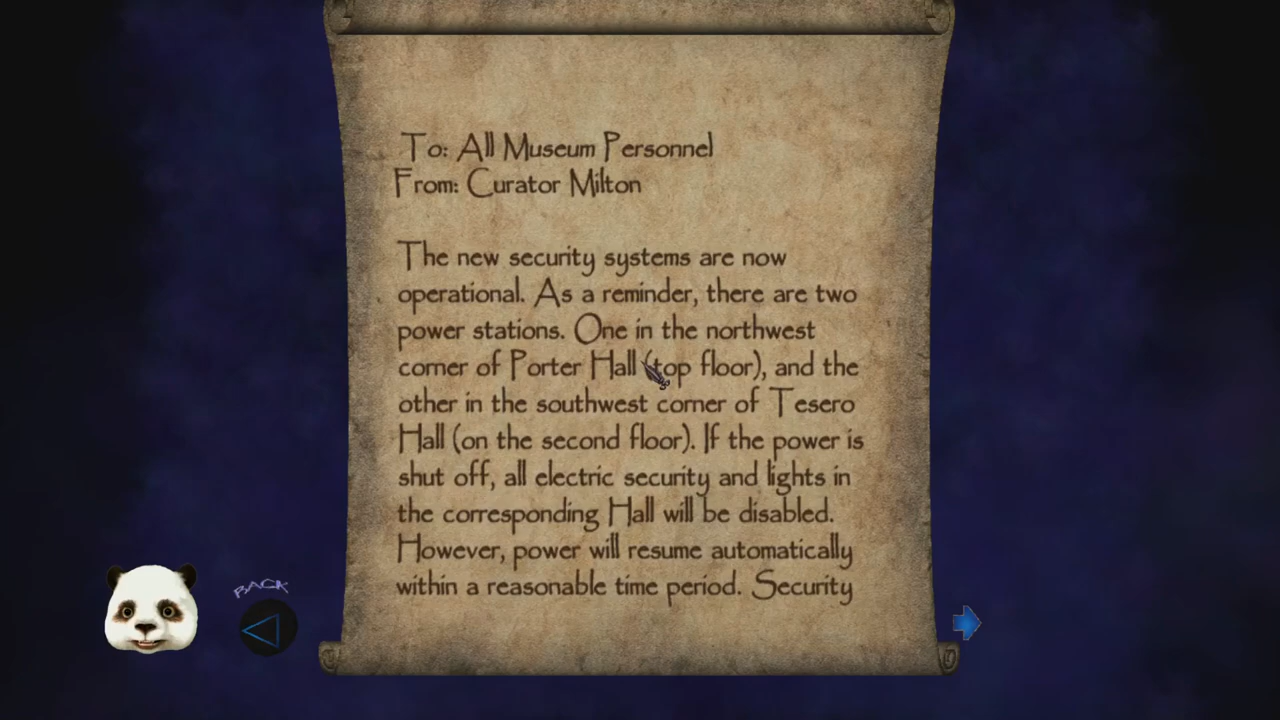 To: All Museum Personnel
From: Curator Milton
The new security systems are now
operational. As a reminder, there are two
power stations. One in the northwest
corner of Porter Hall (top floor), and the
other in the southwest corner of Tesero
Hall (on the second floor). If the power is
shut off, all electric security and lights in
the corresponding Hall will be disabled.
However, power will resume automatically
within a reasonable time period. Security
BACK